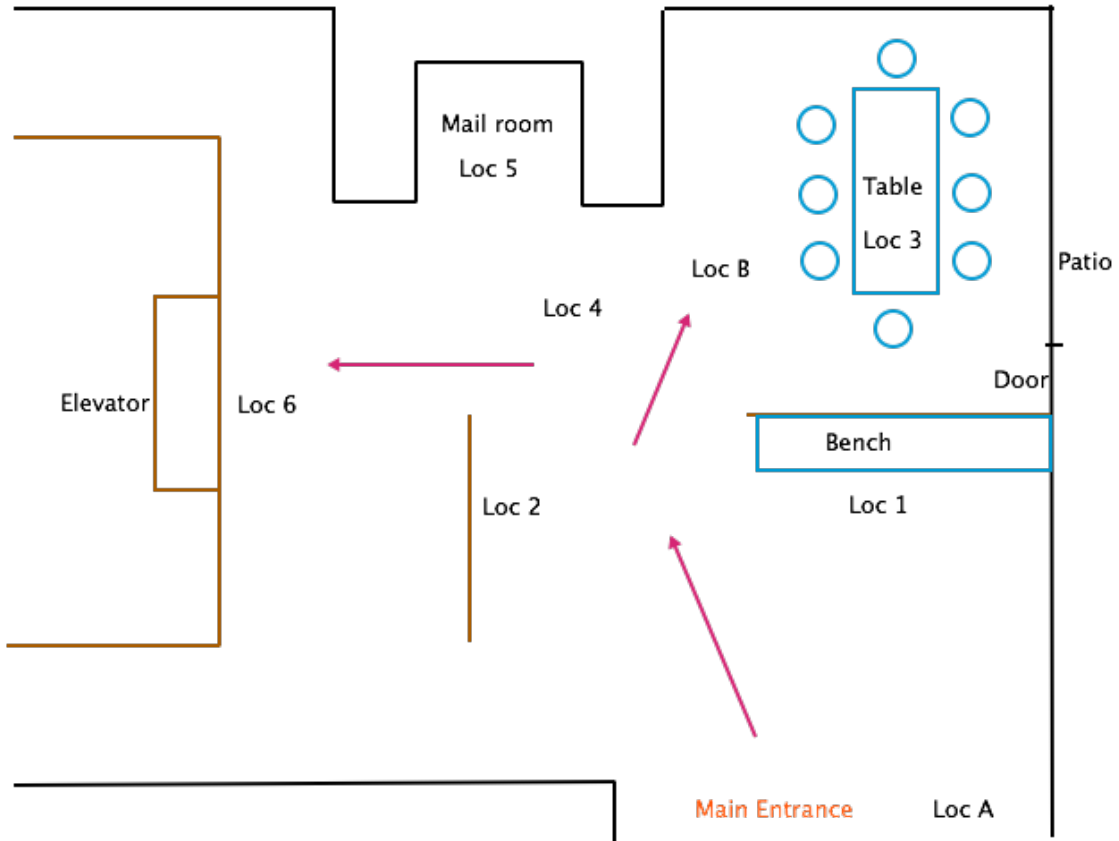 Mail room
Loc 5
Table
Loc 3
Loc B
Patio
Loc 4
Door
Elevator
Loc 6
Bench
Loc 2
Loc 1
Main Entrance
Loc A